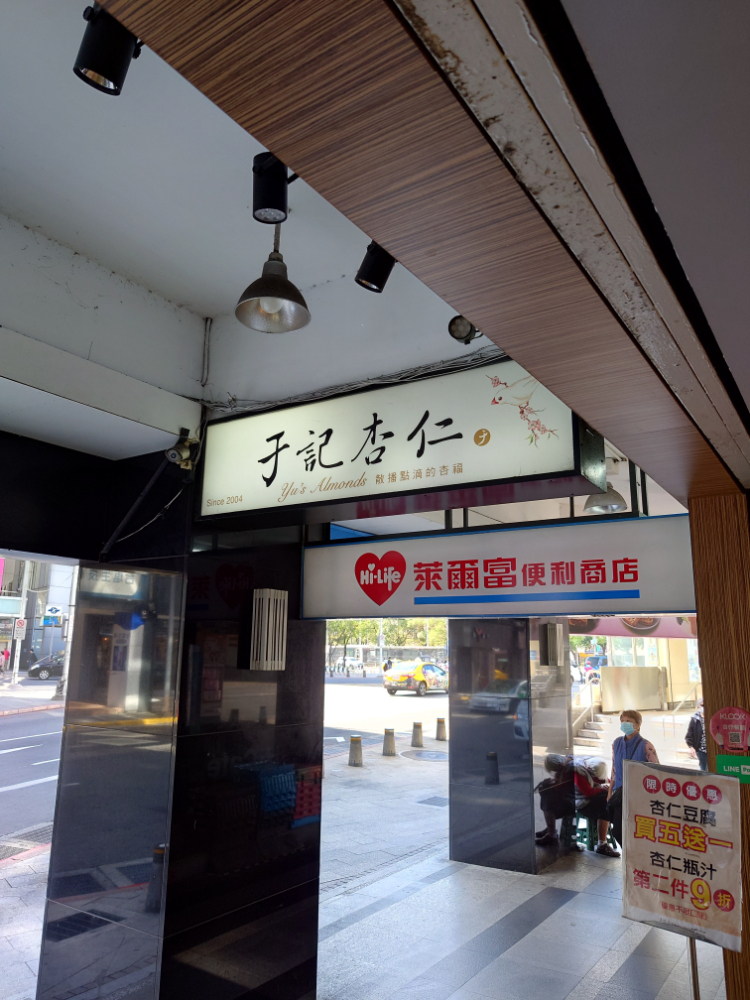 于記杏仁
Since 2004
Yu's Almonds 散播點滴的杏福
Hi-Life 萊爾富便利商店
KLOOK
LINE
限時優惠
杏仁豆腐
買五送一
杏仁瓶汁
第二件9折